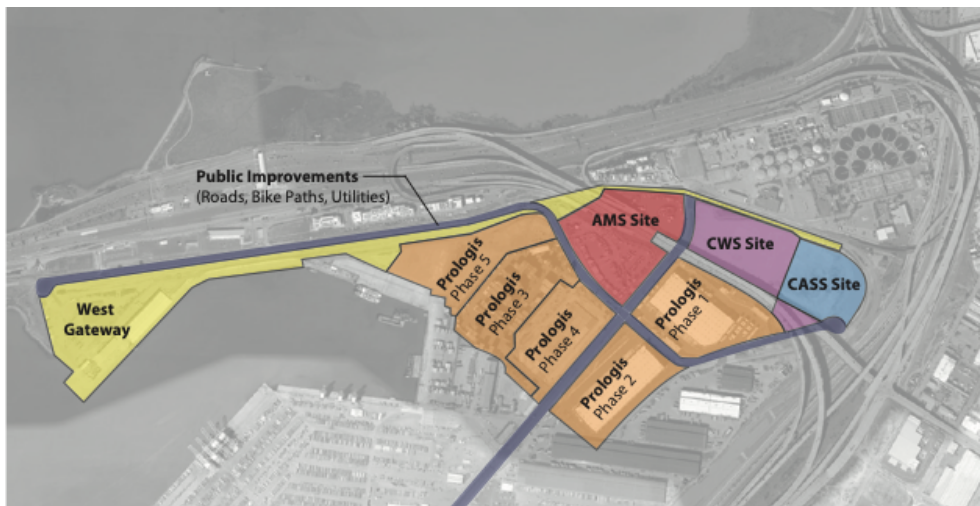 Public Improvements
(Roads, Bike Paths, Utilities)
AMS Site
CWS Site
CASS Site
West
Gateway
Prologis
Phase 5
Prologis
Phase 3
Prologis
Phase 4
Prologis
Phase 1
Prologis
Phase 2